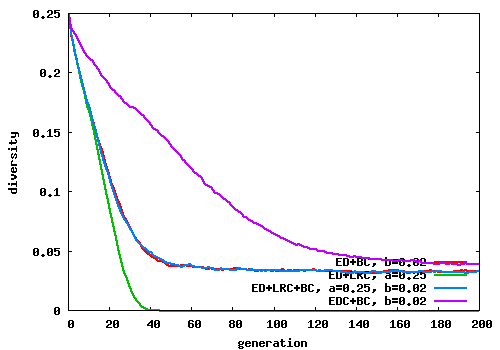 0.25
0.2
0.15
0.1
0.05
0
diversity
ED+BC, b=0.02
ED+LRC, a=0.25
ED+LRC+BC, a=0.25, b=0.02
EDC+BC, b=0.02
0 20 40 60 80 100 120 140 160 180 200
generation